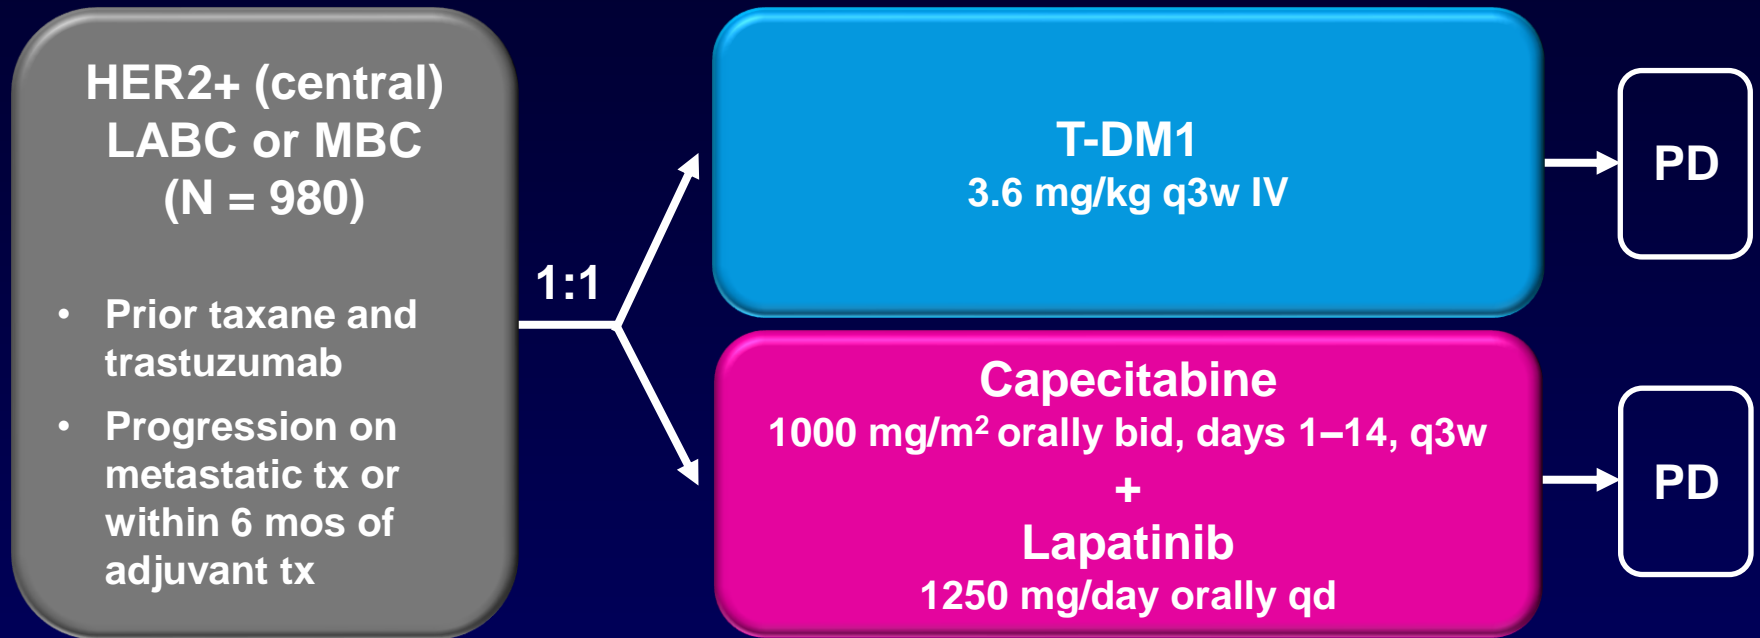 HER2+ (central)
LABC or MBC
(N = 980)
• Prior taxane and
trastuzumab
• Progression on
metastatic tx or
within 6 mos of
adjuvant tx
1:1
T-DM1
3.6 mg/kg q3w IV
PD
Capecitabine
1000 mg/m² orally bid, days 1–14, q3w
+
Lapatinib
1250 mg/day orally qd
PD